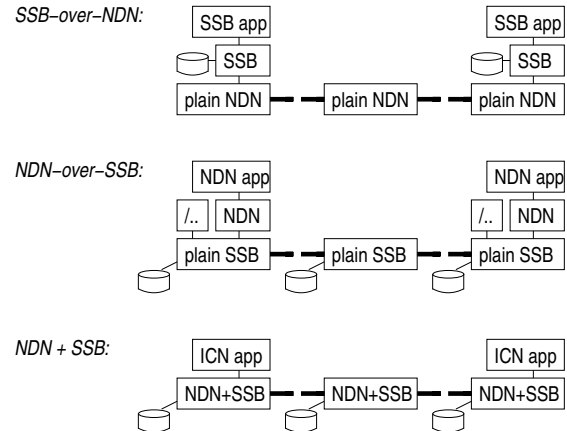 SSB–over–NDN:
SSB app SSB app
SSB SSB
plain NDN plain NDN plain NDN
NDN–over–SSB:
NDN app NDN app
/.. NDN /.. NDN
plain SSB plain SSB plain SSB
NDN + SSB:
ICN app ICN app
NDN+SSB NDN+SSB NDN+SSB